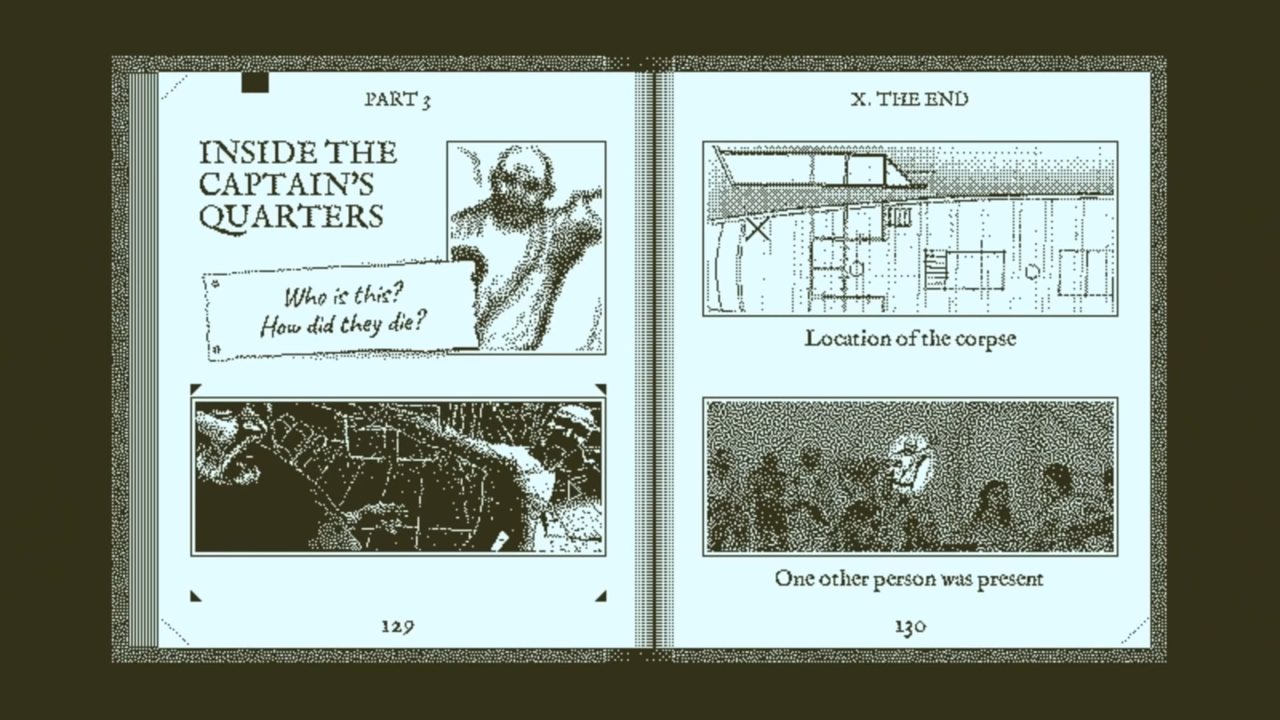 PART 3
INSIDE THE
CAPTAIN'S
QUARTERS
Who is this?
How did they die?
129
X. THE END
Location of the corpse
One other person was present
130